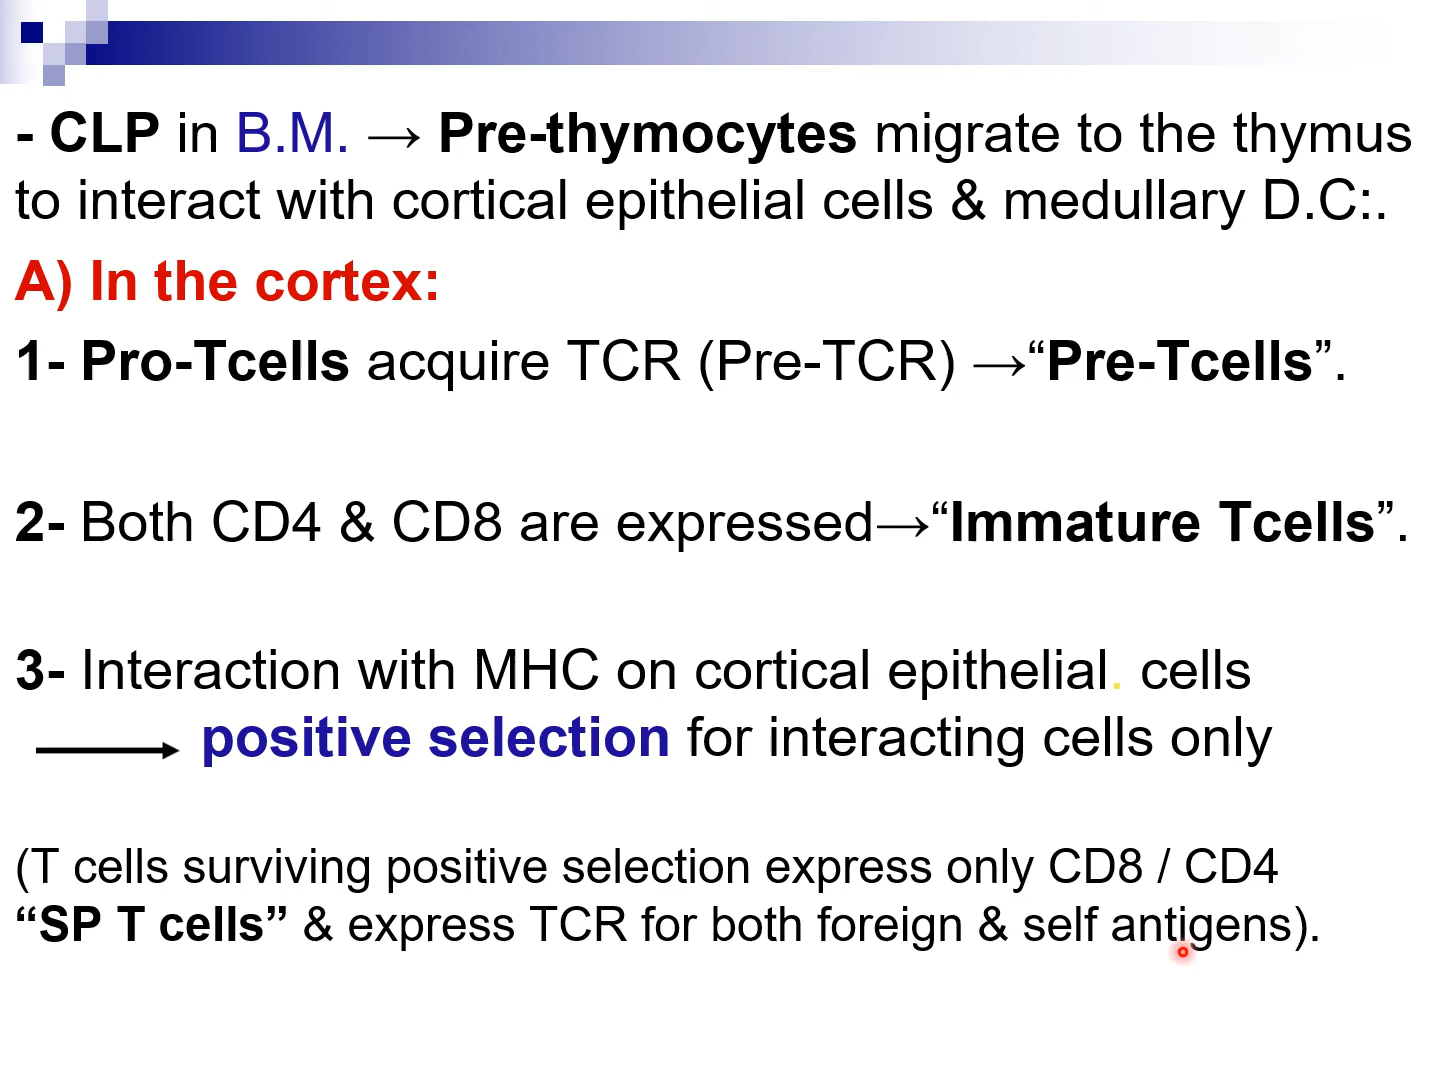 - CLP in B.M. → Pre-thymocytes migrate to the thymus
to interact with cortical epithelial cells & medullary D.C:.
A) In the cortex:
1- Pro-Tcells acquire TCR (Pre-TCR) →“Pre-Tcells”.
2- Both CD4 & CD8 are expressed→“Immature Tcells”.
3- Interaction with MHC on cortical epithelial. cells
positive selection for interacting cells only
(T cells surviving positive selection express only CD8 / CD4
“SP T cells” & express TCR for both foreign & self antigens).